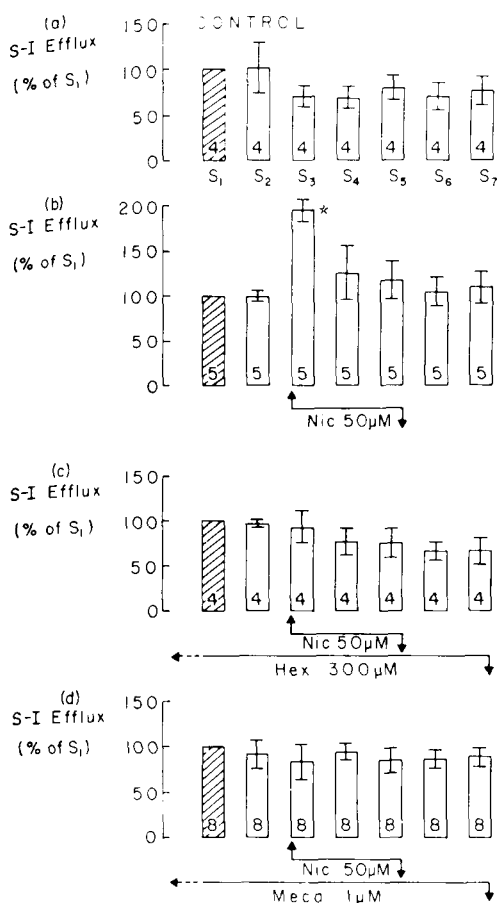 (a) CONTROL
S-I Efflux
(% of S₁)
150
100
50
0
4 4 4 4 4 4 4
S₁ S₂ S₃ S₄ S₅ S₆ S₇
(b)
S-I Efflux
(% of S₁)
200
100
0
*
5 5 5 5 5 5 5
Nic 50μM
(c)
S-I Efflux
(% of S₁)
150
100
50
0
4 4 4 4 4 4 4
Nic 50μM
Hex 300μM
(d)
S-I Efflux
(% of S₁)
150
100
50
0
8 8 8 8 8 8 8
Nic 50μM
Meca 1μM